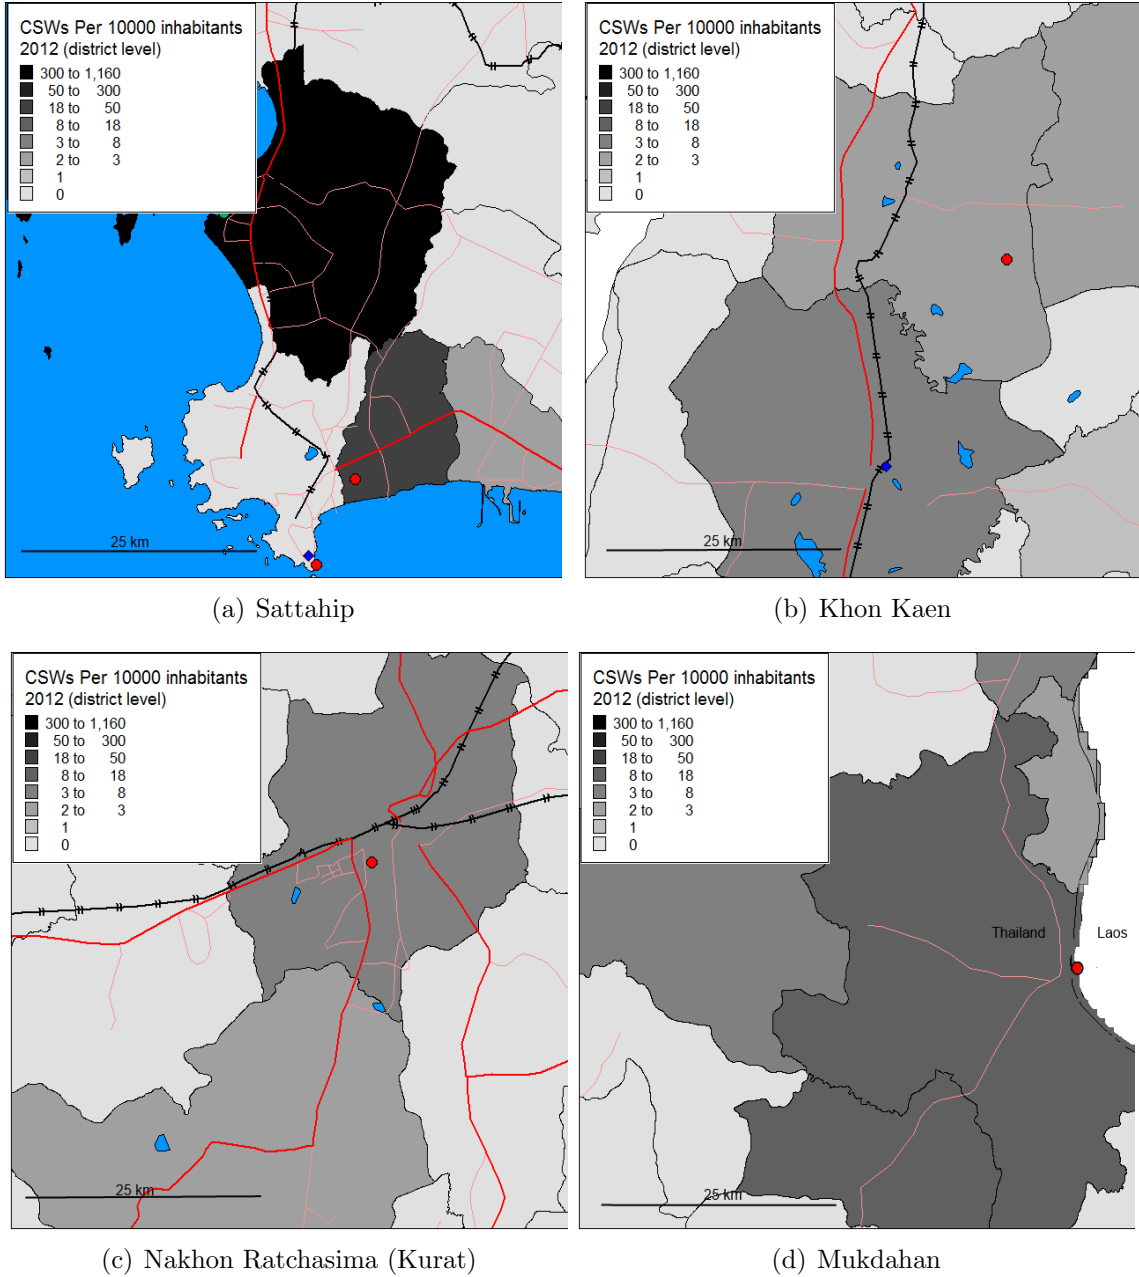 CSWs Per 10000 inhabitants
2012 (district level)
300 to 1,160
50 to 300
18 to 50
8 to 18
3 to 8
2 to 3
1
0
25 km
(a) Sattahip
CSWs Per 10000 inhabitants
2012 (district level)
300 to 1,160
50 to 300
18 to 50
8 to 18
3 to 8
2 to 3
1
0
25 km
(b) Khon Kaen
CSWs Per 10000 inhabitants
2012 (district level)
300 to 1,160
50 to 300
18 to 50
8 to 18
3 to 8
2 to 3
1
0
25 km
(c) Nakhon Ratchasima (Kurat)
CSWs Per 10000 inhabitants
2012 (district level)
300 to 1,160
50 to 300
18 to 50
8 to 18
3 to 8
2 to 3
1
0
Thailand Laos
25 km
(d) Mukdahan